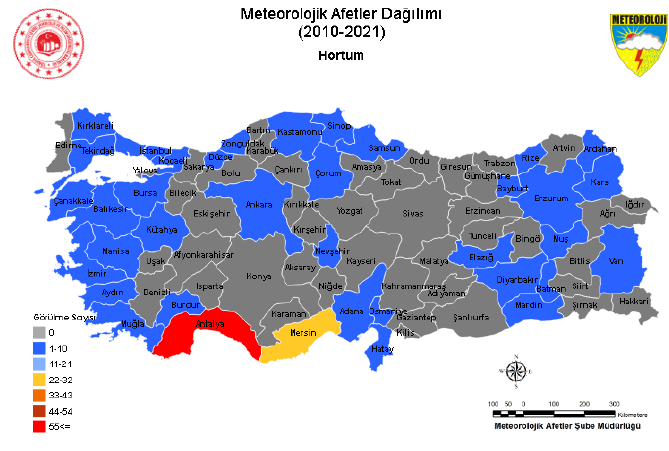 Meteorolojik Afetler Dağılımı
(2010-2021)
Hortum
METEOROLOJİ
Kırklareli
Edirne
Tekirdağ
İstanbul
Kocaeli
Yalova
Sakarya
Düzce
Zonguldak
Bartın
Karabük
Kastamonu
Sinop
Samsun
Ordu
Giresun
Trabzon
Rize
Artvin
Ardahan
Kars
Iğdır
Ağrı
Erzurum
Bayburt
Gümüşhane
Erzincan
Tunceli
Bingöl
Muş
Bitlis
Van
Hakkari
Şırnak
Siirt
Batman
Mardin
Diyarbakır
Elazığ
Malatya
Adıyaman
Şanlıurfa
Gaziantep
Kilis
Kahramanmaraş
Osmaniye
Hatay
Adana
Mersin
Niğde
Kayseri
Sivas
Tokat
Amasya
Çorum
Yozgat
Kırıkkale
Kırşehir
Nevşehir
Aksaray
Konya
Karaman
Antalya
Isparta
Burdur
Denizli
Muğla
Aydın
İzmir
Manisa
Uşak
Afyonkarahisar
Kütahya
Eskişehir
Ankara
Çankırı
Bolu
Bilecik
Bursa
Balıkesir
Çanakkale
Görülme Sayısı
0
1-10
11-21
22-32
33-43
44-54
55<=
N
W E
S
100 50 0 100 200 300
Kilometers
Meteorolojik Afetler Şube Müdürlüğü